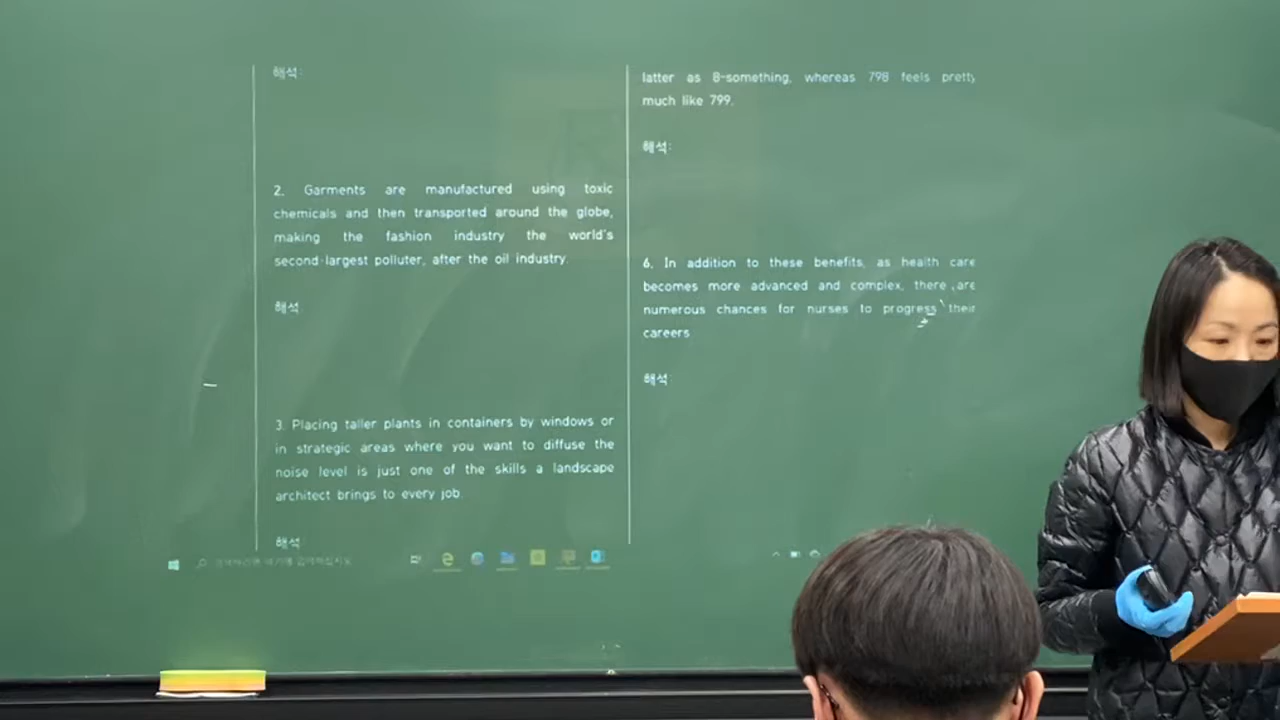 해석:
2. Garments are manufactured using toxic
chemicals and then transported around the globe,
making the fashion industry the world's
second-largest polluter, after the oil industry.
해석:
3. Placing taller plants in containers by windows or
in strategic areas where you want to diffuse the
noise level is just one of the skills a landscape
architect brings to every job.
해석:
latter as 8-something, whereas 798 feels pretty
much like 799.
해석:
6. In addition to these benefits, as health care
becomes more advanced and complex, there are
numerous chances for nurses to progress their
careers.
해석: